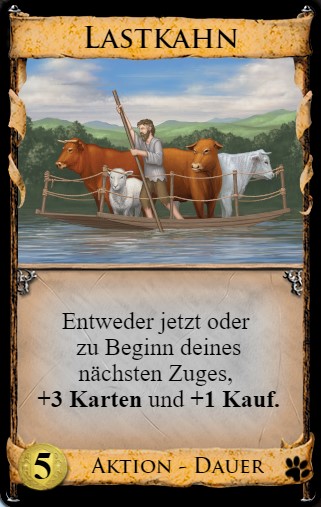 Lastkahn
Entweder jetzt oder
zu Beginn deines
nächsten Zuges,
+3 Karten und +1 Kauf.
5
Aktion - Dauer